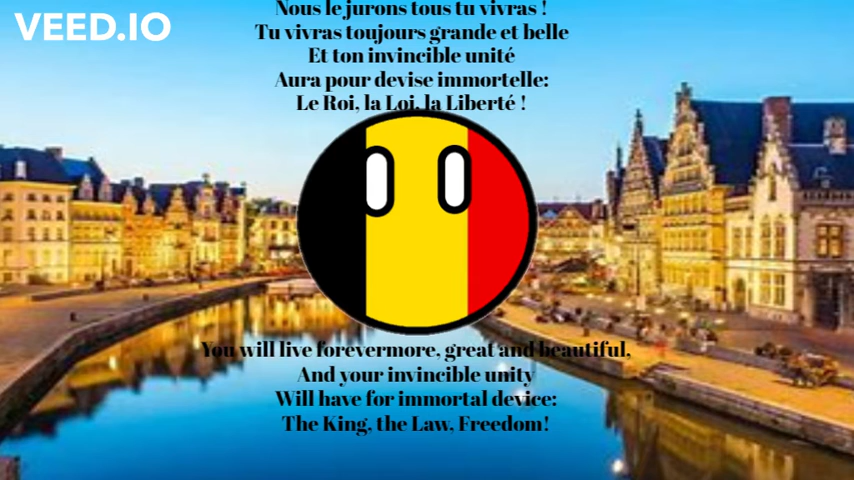 VEED.IO
Nous le jurons tous tu vivras !
Tu vivras toujours grande et belle
Et ton invincible unité
Aura pour devise immortelle:
Le Roi, la Loi, la Liberté !
You will live forevermore, great and beautiful,
And your invincible unity
Will have for immortal device:
The King, the Law, Freedom!